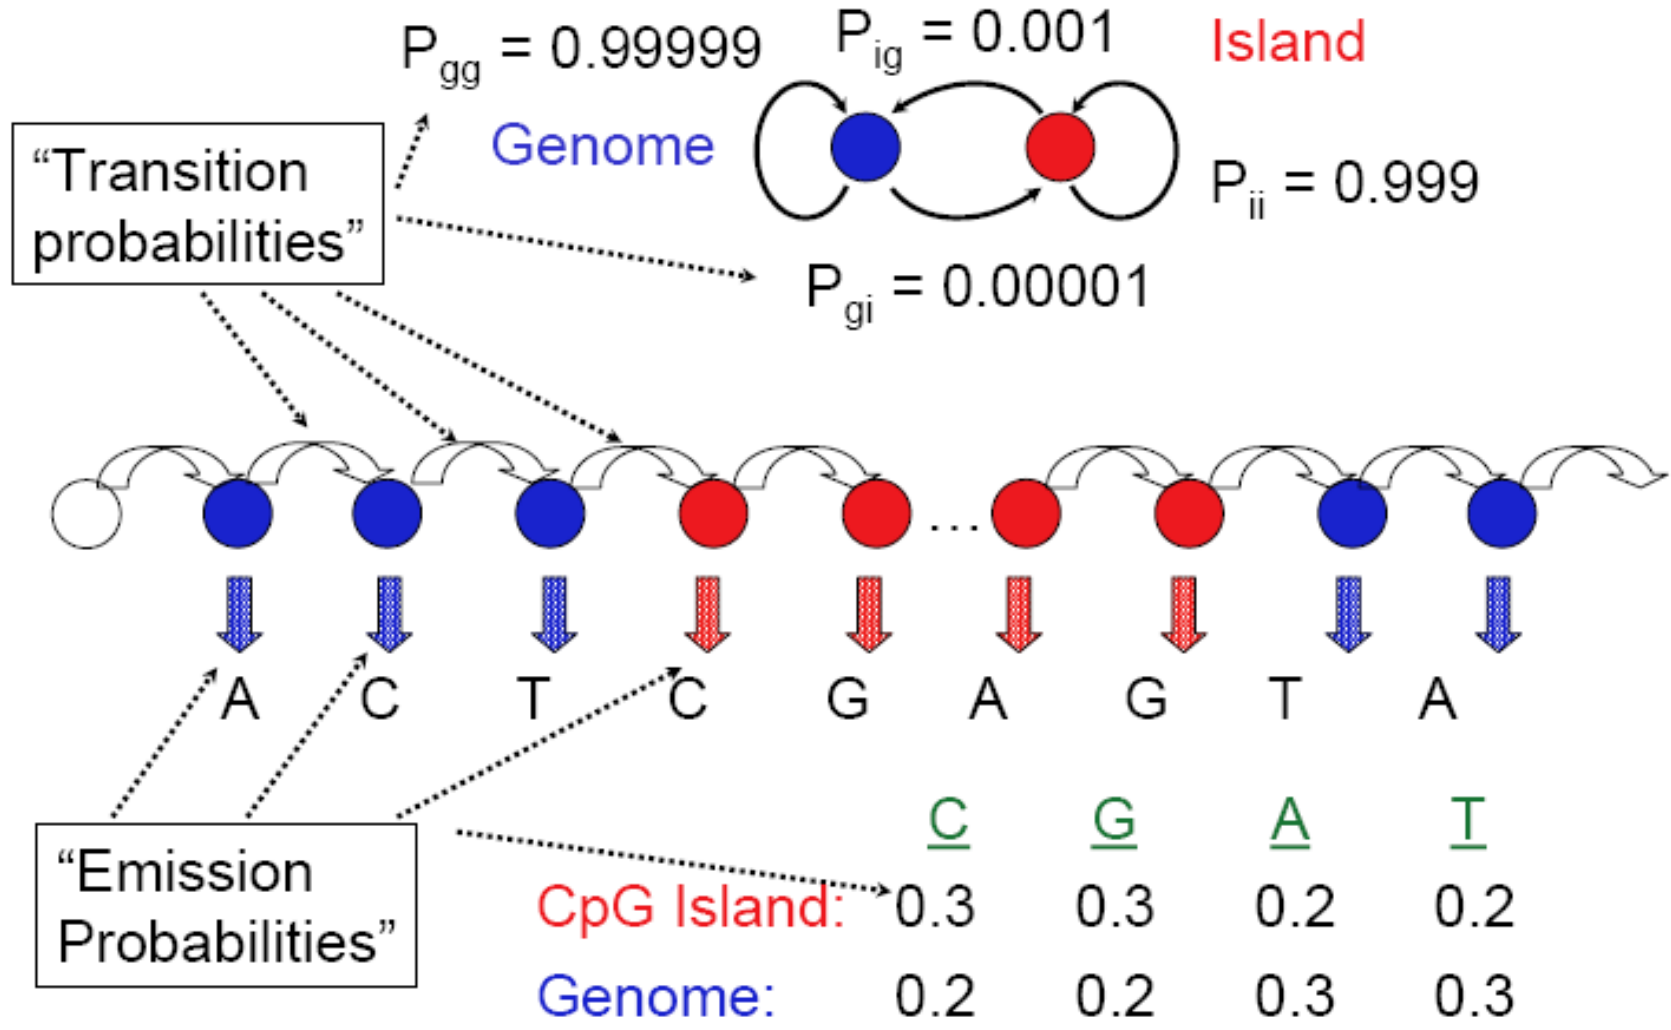 P_gg = 0.99999
P_ig = 0.001
Island
"Transition
probabilities"
Genome
P_ii = 0.999
P_gi = 0.00001
...
A C T C G A G T A
"Emission
Probabilities"
C G A T
CpG Island: 0.3 0.3 0.2 0.2
Genome: 0.2 0.2 0.3 0.3